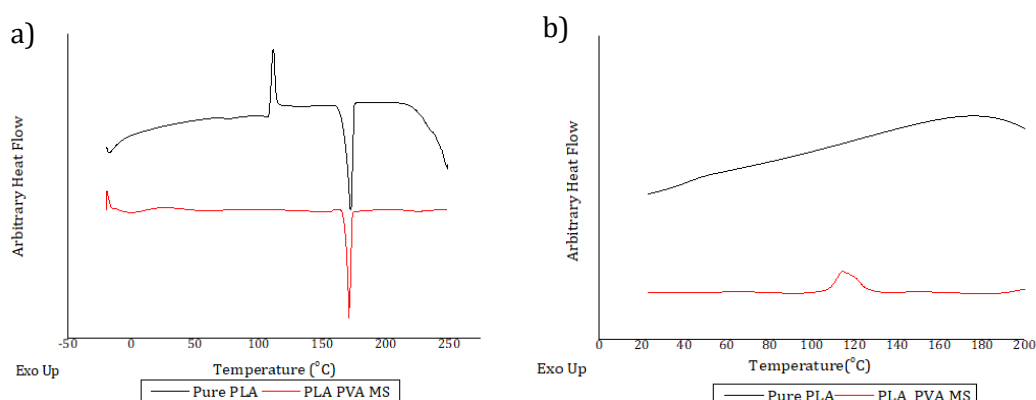 a)
Arbitrary Heat Flow
-50 0 50 100 150 200 250
Exo Up
Temperature (°C)
Pure PLA PLA PVA MS
b)
Arbitrary Heat Flow
0 20 40 60 80 100 120 140 160 180 200
Exo Up
Temperature(°C)
Pure PLA PLA PVA MS